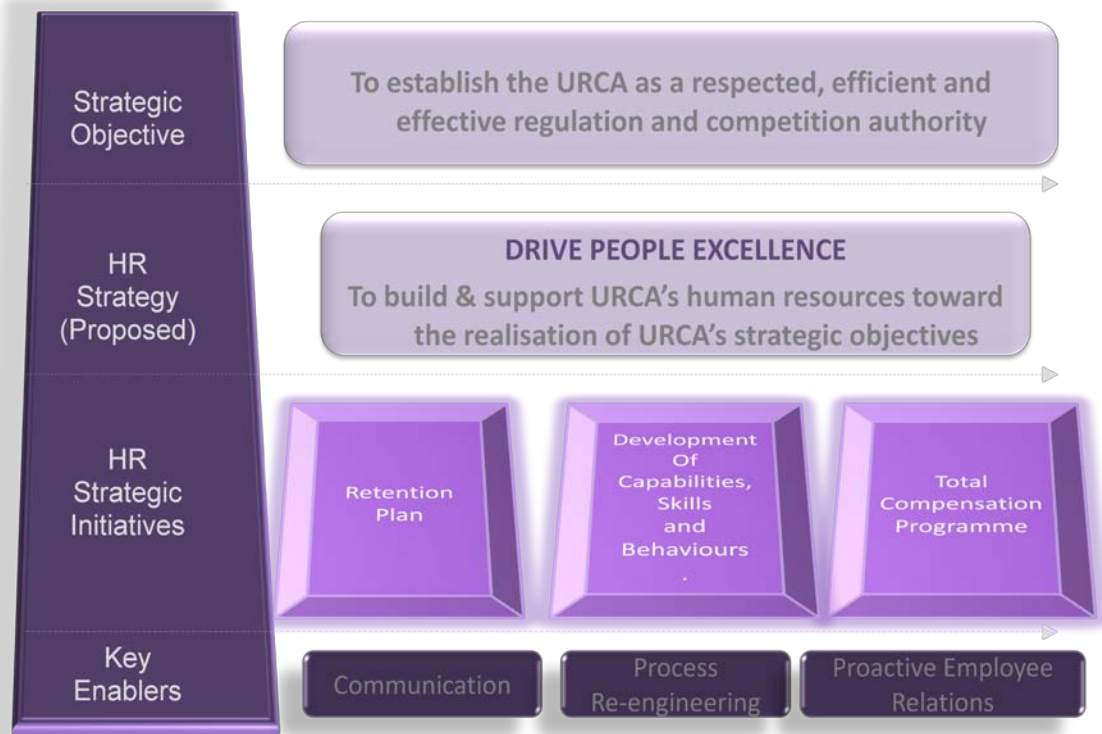 Strategic
Objective
To establish the URCA as a respected, efficient and
effective regulation and competition authority
HR
Strategy
(Proposed)
DRIVE PEOPLE EXCELLENCE
To build & support URCA's human resources toward
the realisation of URCA's strategic objectives
HR
Strategic
Initiatives
Retention
Plan
Development
Of
Capabilities,
Skills
and
Behaviours
.
Total
Compensation
Programme
Key
Enablers
Communication
Process
Re-engineering
Proactive Employee
Relations